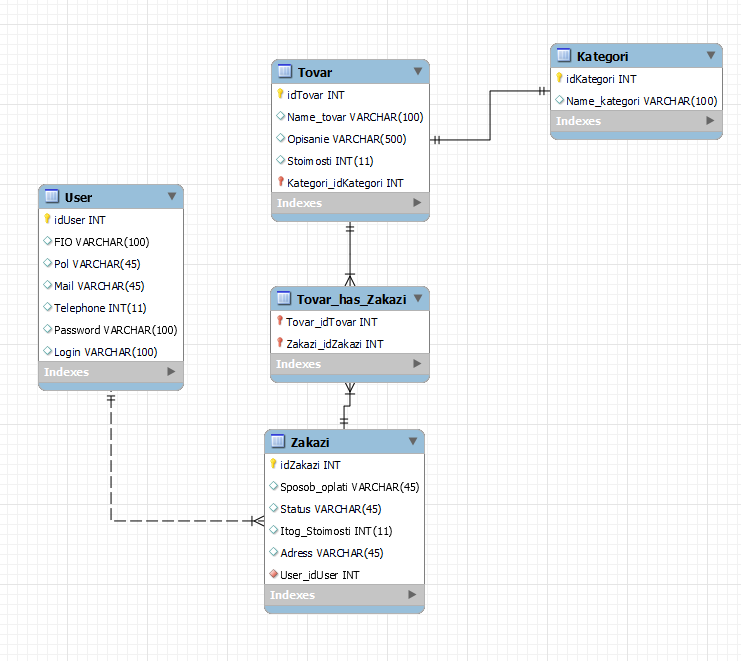 Kategori
idKategori INT
Name_kategori VARCHAR(100)
Indexes
Tovar
idTovar INT
Name_tovar VARCHAR(100)
Opisanie VARCHAR(500)
Stoimosti INT(11)
Kategori_idKategori INT
Indexes
User
idUser INT
FIO VARCHAR(100)
Pol VARCHAR(45)
Mail VARCHAR(45)
Telephone INT(11)
Password VARCHAR(100)
Login VARCHAR(100)
Indexes
Tovar_has_Zakazi
Tovar_idTovar INT
Zakazi_idZakazi INT
Indexes
Zakazi
idZakazi INT
Sposob_oplati VARCHAR(45)
Status VARCHAR(45)
Itog_Stoimosti INT(11)
Adress VARCHAR(45)
User_idUser INT
Indexes